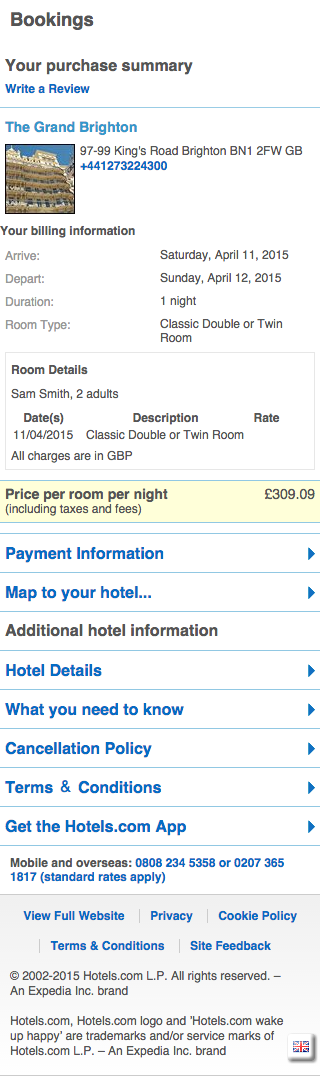 Bookings
Your purchase summary
Write a Review
The Grand Brighton
97-99 King's Road Brighton BN1 2FW GB
+441273224300
Your billing information
Arrive: Saturday, April 11, 2015
Depart: Sunday, April 12, 2015
Duration: 1 night
Room Type: Classic Double or Twin
Room
Room Details
Sam Smith, 2 adults
Date(s) Description Rate
11/04/2015 Classic Double or Twin Room
All charges are in GBP
Price per room per night £309.09
(including taxes and fees)
Payment Information
Map to your hotel...
Additional hotel information
Hotel Details
What you need to know
Cancellation Policy
Terms & Conditions
Get the Hotels.com App
Mobile and overseas: 0808 234 5358 or 0207 365
1817 (standard rates apply)
View Full Website Privacy Cookie Policy
Terms & Conditions Site Feedback
© 2002-2015 Hotels.com L.P. All rights reserved. –
An Expedia Inc. brand
Hotels.com, Hotels.com logo and 'Hotels.com wake
up happy' are trademarks and/or service marks of
Hotels.com L.P. – An Expedia Inc. brand